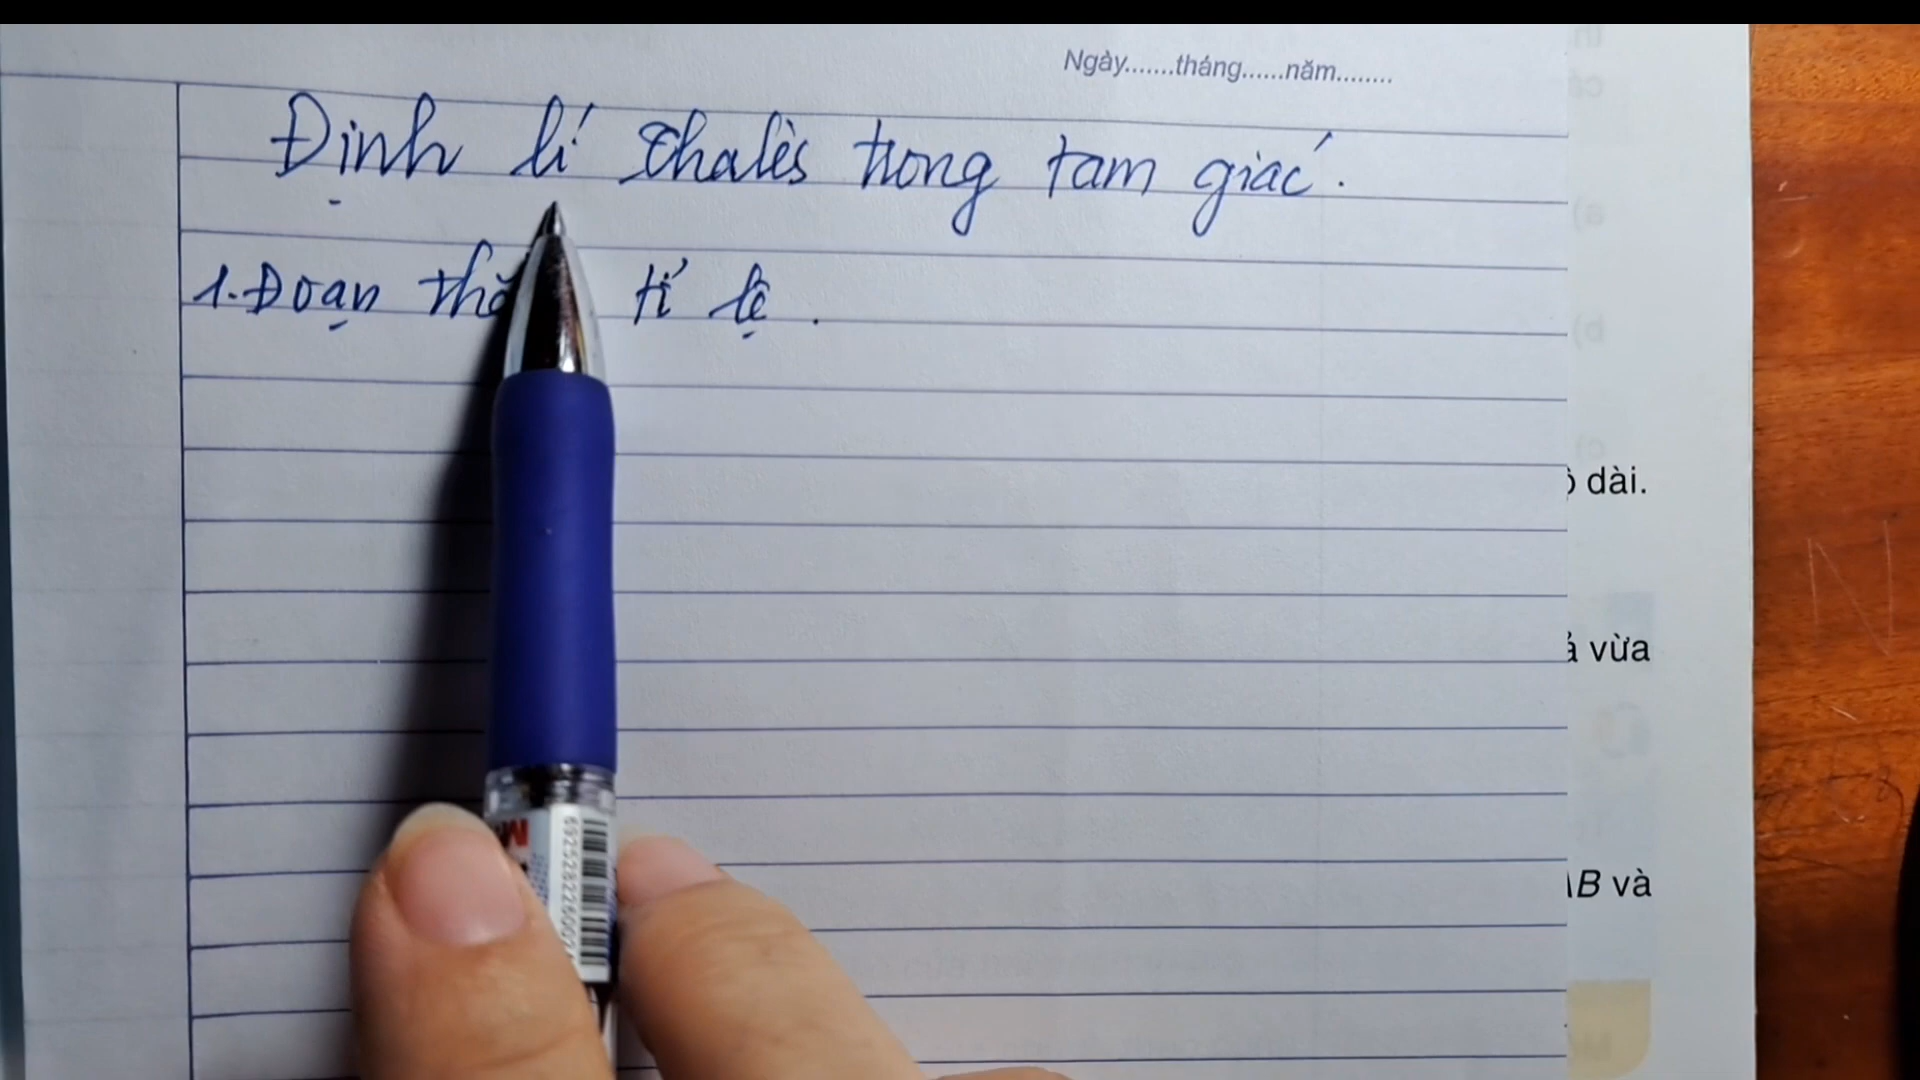 Ngày.......tháng......năm........
Định lí Thalès trong tam giác.
1. Đoạn tỉ lệ.
dài.
vừa
B và